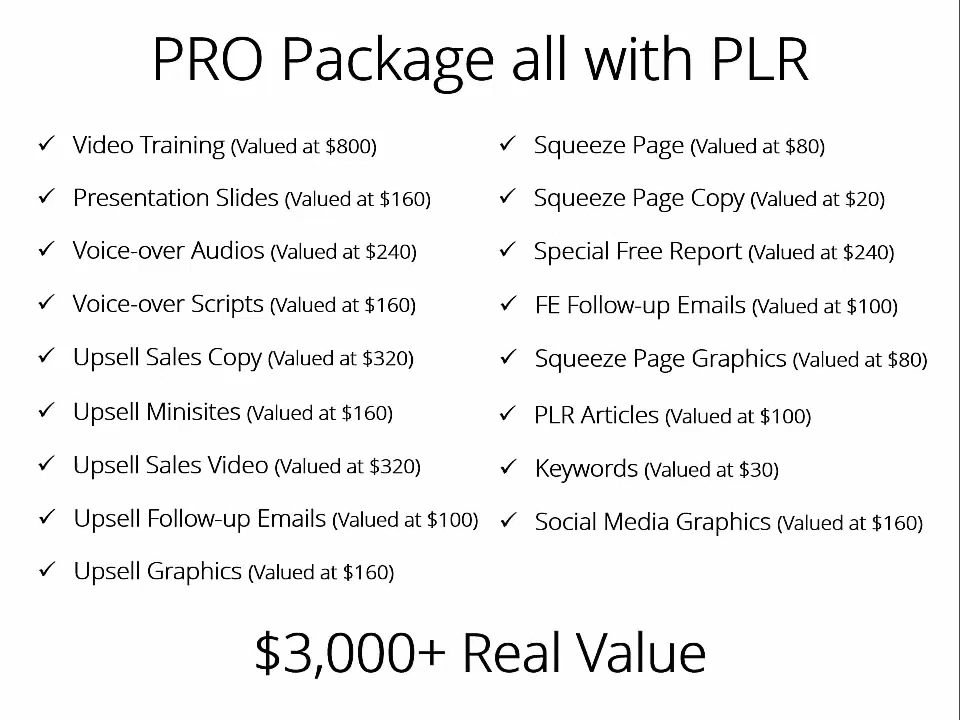 PRO Package all with PLR
✓ Video Training (Valued at $800)
✓ Presentation Slides (Valued at $160)
✓ Voice-over Audios (Valued at $240)
✓ Voice-over Scripts (Valued at $160)
✓ Upsell Sales Copy (Valued at $320)
✓ Upsell Minisites (Valued at $160)
✓ Upsell Sales Video (Valued at $320)
✓ Upsell Follow-up Emails (Valued at $100)
✓ Upsell Graphics (Valued at $160)
✓ Squeeze Page (Valued at $80)
✓ Squeeze Page Copy (Valued at $20)
✓ Special Free Report (Valued at $240)
✓ FE Follow-up Emails (Valued at $100)
✓ Squeeze Page Graphics (Valued at $80)
✓ PLR Articles (Valued at $100)
✓ Keywords (Valued at $30)
✓ Social Media Graphics (Valued at $160)
$3,000+ Real Value